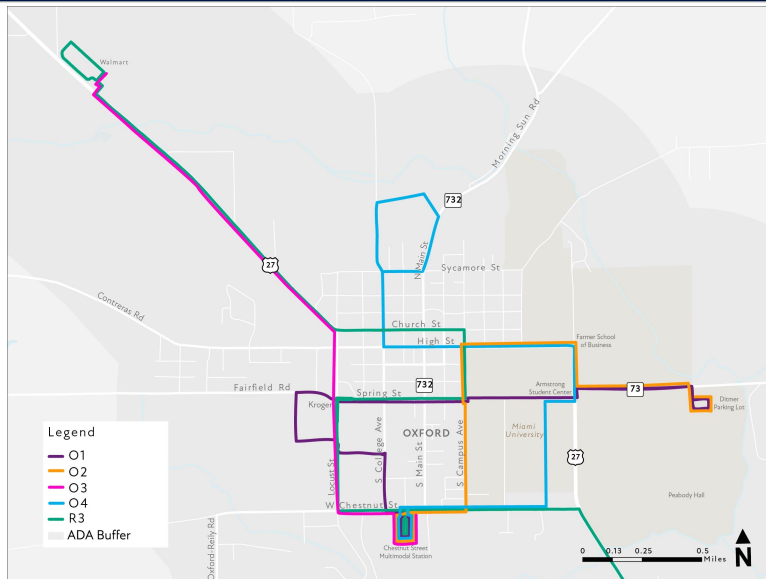 Walmart
Morning Sun Rd
732
N Main St
Sycamore St
27
Contreras Rd
Church St
High St
Farmer School
of Business
732
Armstrong
Student Center
73
Fairfield Rd
Spring St
Kroger
Ditmer
Parking Lot
OXFORD
Miami
University
S College Ave
S Main St
S Campus Ave
27
Locust St
Peabody Hall
W Chestnut St
Oxford-Reily Rd
Chestnut Street
Multimodal Station
Legend
O1
O2
O3
O4
R3
ADA Buffer
0 0.13 0.25 0.5
Miles
N